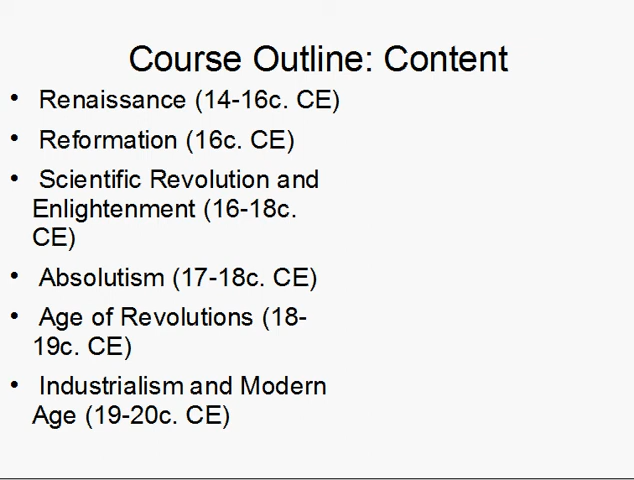 Course Outline: Content
• Renaissance (14-16c. CE)
• Reformation (16c. CE)
• Scientific Revolution and
Enlightenment (16-18c.
CE)
• Absolutism (17-18c. CE)
• Age of Revolutions (18-
19c. CE)
• Industrialism and Modern
Age (19-20c. CE)